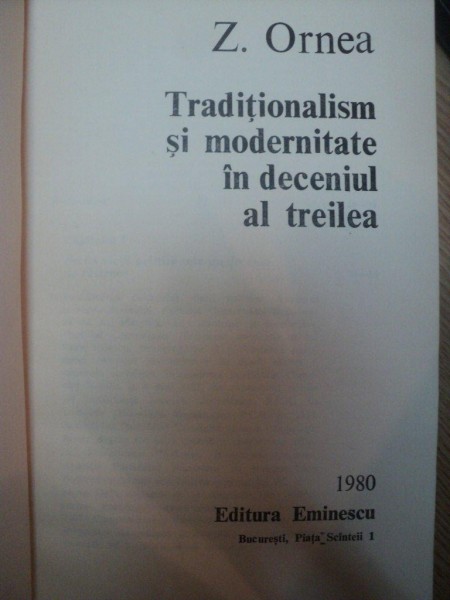 Z. Ornea
Tradiționalism
și modernitate
în deceniul
al treilea
1980
Editura Eminescu
București, Piața Scînteii 1